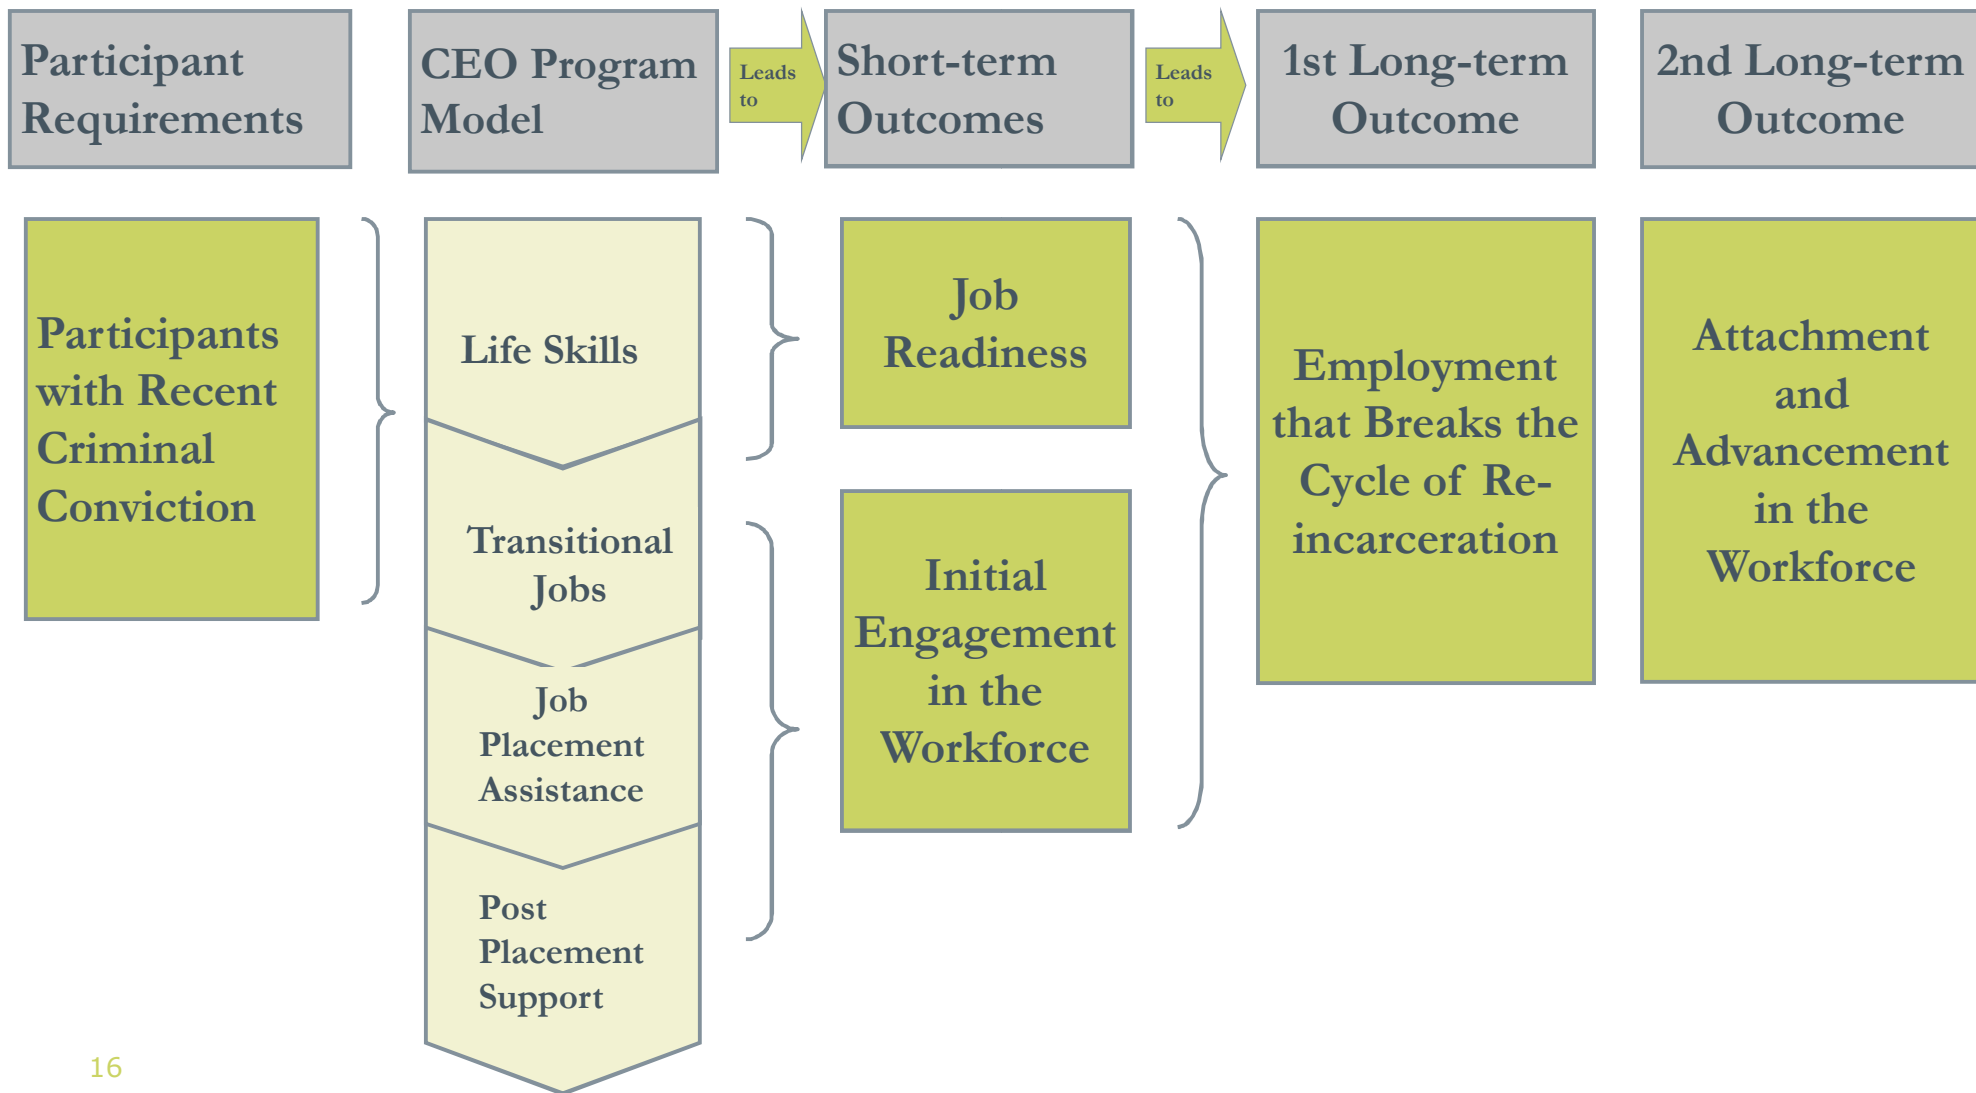 Participant
Requirements
CEO Program
Model
Leads
to
Short-term
Outcomes
Leads
to
1st Long-term
Outcome
2nd Long-term
Outcome
Participants
with Recent
Criminal
Conviction
Life Skills
Transitional
Jobs
Job
Placement
Assistance
Post
Placement
Support
Job
Readiness
Initial
Engagement
in the
Workforce
Employment
that Breaks the
Cycle of Re-
incarceration
Attachment
and
Advancement
in the
Workforce
16